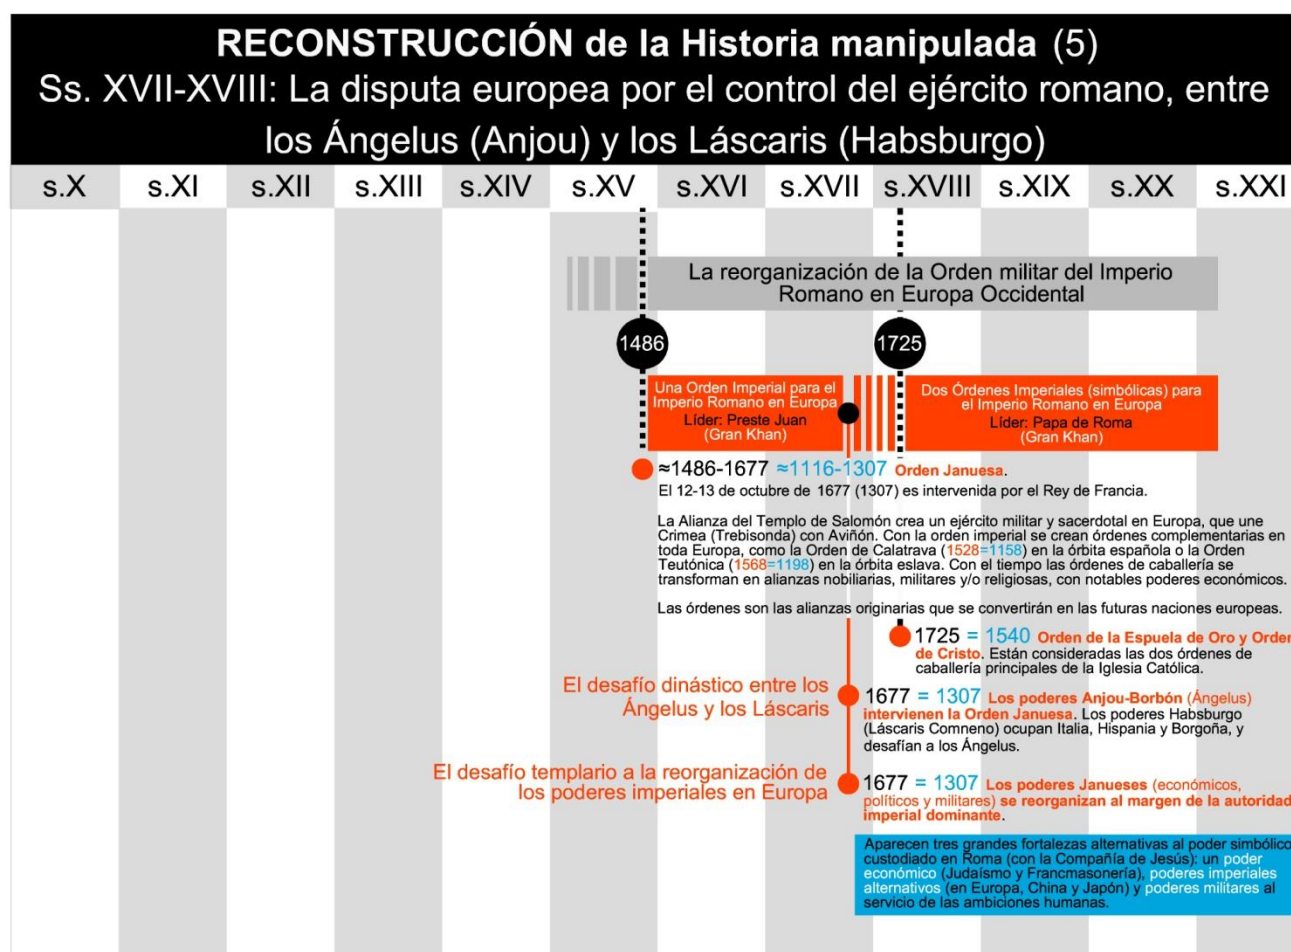 RECONSTRUCCIÓN de la Historia manipulada (5)
Ss. XVII-XVIII: La disputa europea por el control del ejército romano, entre
los Ángelus (Anjou) y los Láscaris (Habsburgo)
s.X s.XI s.XII s.XIII s.XIV s.XV s.XVI s.XVII s.XVIII s.XIX s.XX s.XXI
La reorganización de la Orden militar del Imperio
Romano en Europa Occidental
1486
1725
Una Orden Imperial para el
Imperio Romano en Europa
Líder: Preste Juan
(Gran Khan)
Dos Órdenes Imperiales (simbólicas) para
el Imperio Romano en Europa
Líder: Papa de Roma
(Gran Khan)
≈1486-1677 ≈1116-1307 Orden Januesa.
El 12-13 de octubre de 1677 (1307) es intervenida por el Rey de Francia.
La Alianza del Templo de Salomón crea un ejército militar y sacerdotal en Europa, que une
Crimea (Trebisonda) con Aviñón. Con la orden imperial se crean órdenes complementarias en
toda Europa, como la Orden de Calatrava (1528=1158) en la órbita española o la Orden
Teutónica (1568=1198) en la órbita eslava. Con el tiempo las órdenes de caballería se
transforman en alianzas nobiliarias, militares y/o religiosas, con notables poderes económicos.
Las órdenes son las alianzas originarias que se convertirán en las futuras naciones europeas.
1725 = 1540 Orden de la Espuela de Oro y Orden
de Cristo. Están consideradas las dos órdenes de
caballería principales de la Iglesia Católica.
El desafío dinástico entre los
Ángelus y los Láscaris
1677 = 1307 Los poderes Anjou-Borbón (Ángelus)
intervienen la Orden Januesa. Los poderes Habsburgo
(Láscaris Comneno) ocupan Italia, Hispania y Borgoña, y
desafían a los Ángelus.
El desafío templario a la reorganización de
los poderes imperiales en Europa
1677 = 1307 Los poderes Janueses (económicos,
políticos y militares) se reorganizan al margen de la autoridad
imperial dominante.
Aparecen tres grandes fortalezas alternativas al poder simbólico
custodiado en Roma (con la Compañía de Jesús): un poder
económico (Judaísmo y Francmasonería), poderes imperiales
alternativos (en Europa, China y Japón) y poderes militares al
servicio de las ambiciones humanas.